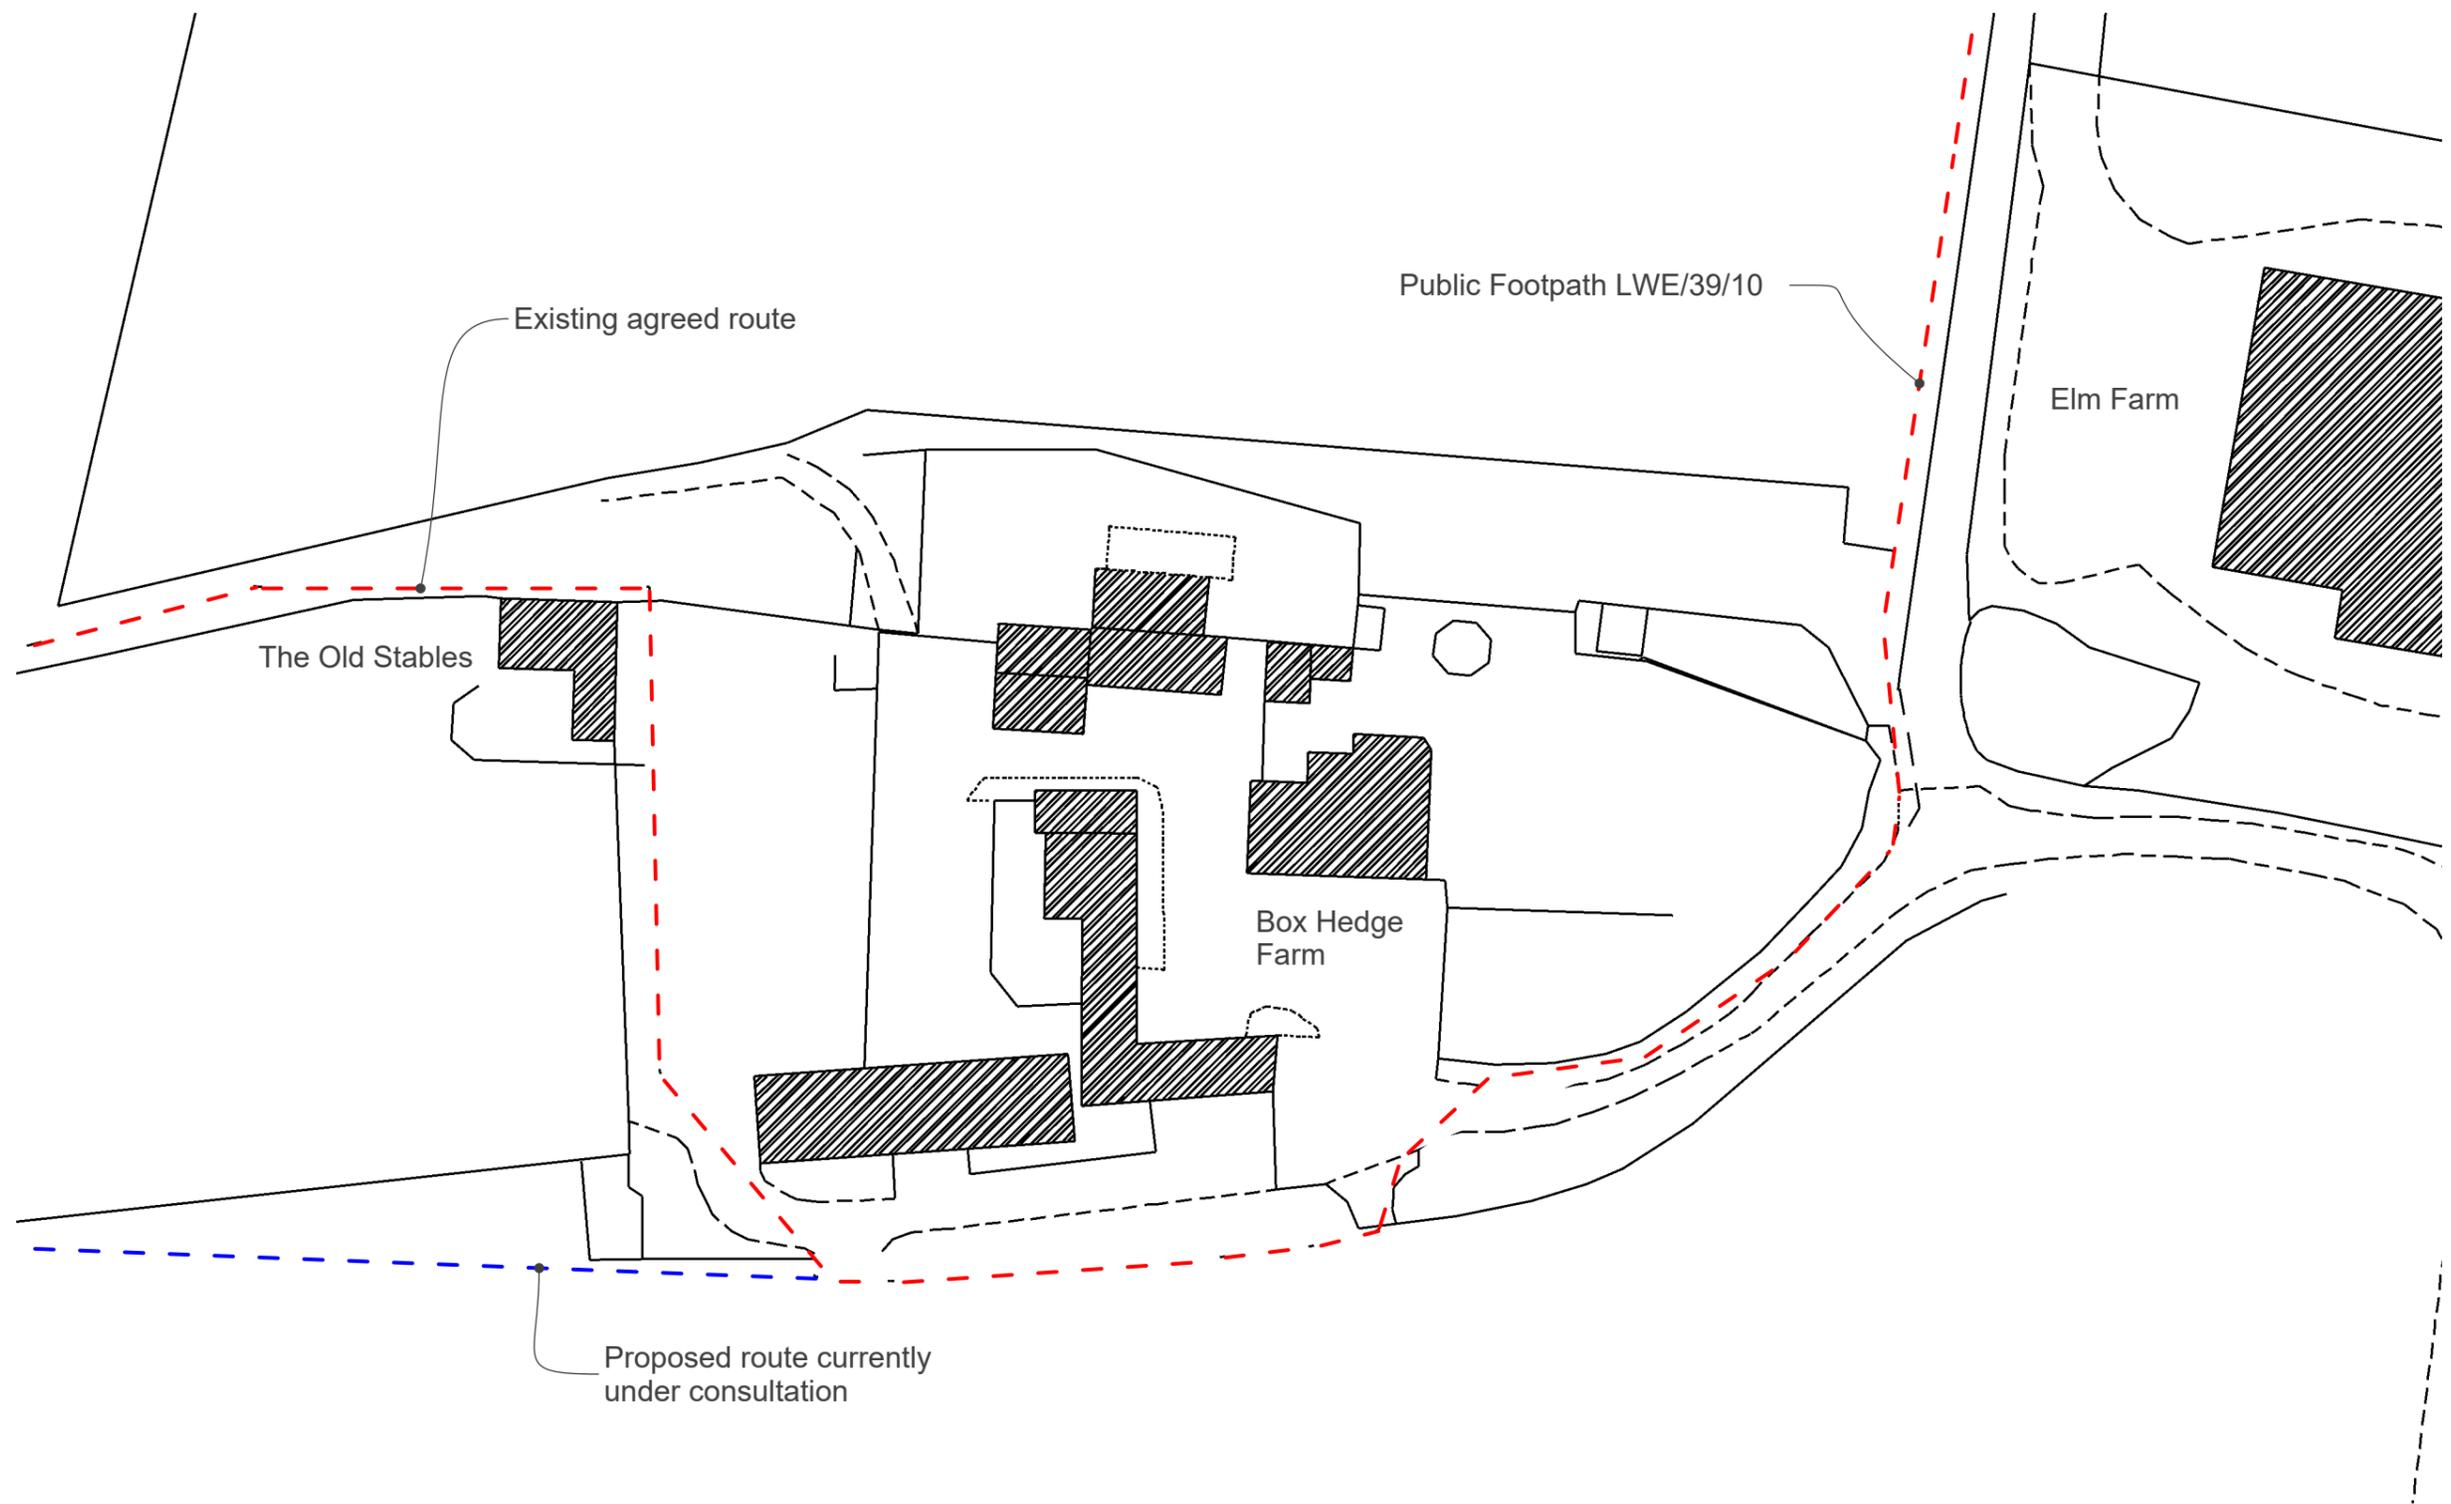 Public Footpath LWE/39/10
Existing agreed route
Elm Farm
The Old Stables
Box Hedge
Farm
Proposed route currently
under consultation